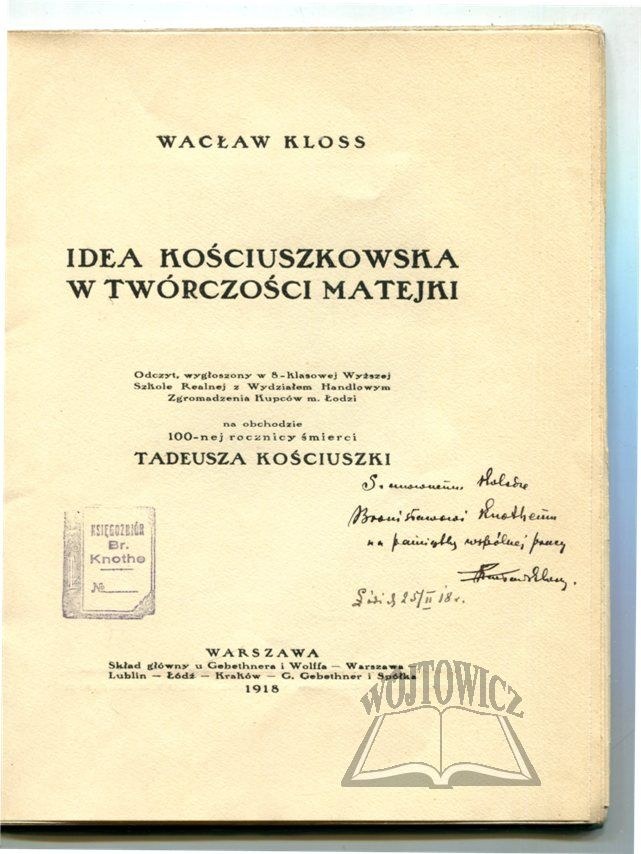 WACŁAW KLOSS
IDEA KOŚCIUSZKOWSKA
W TWÓRCZOŚCI MATEJKI
Odczyt, wygłoszony w 8-klasowej Wyższej
Szkole Realnej z Wydziałem Handlowym
Zgromadzenia Kupców m. Łodzi
na obchodzie
100-nej rocznicy śmierci
TADEUSZA KOŚCIUSZKI
Szanownemu Koledze
Bronisławowi Knothemu
na pamiątkę wspólnej pracy
25/II 18 r.
KSIĘGOZBIÓR
Br.
Knothe
№
WARSZAWA
Skład główny u Gebethnera i Wolffa — Warszawa
Lublin — Łódź — Kraków — G. Gebethner i Spółka
1918
WÓJTOWICZ